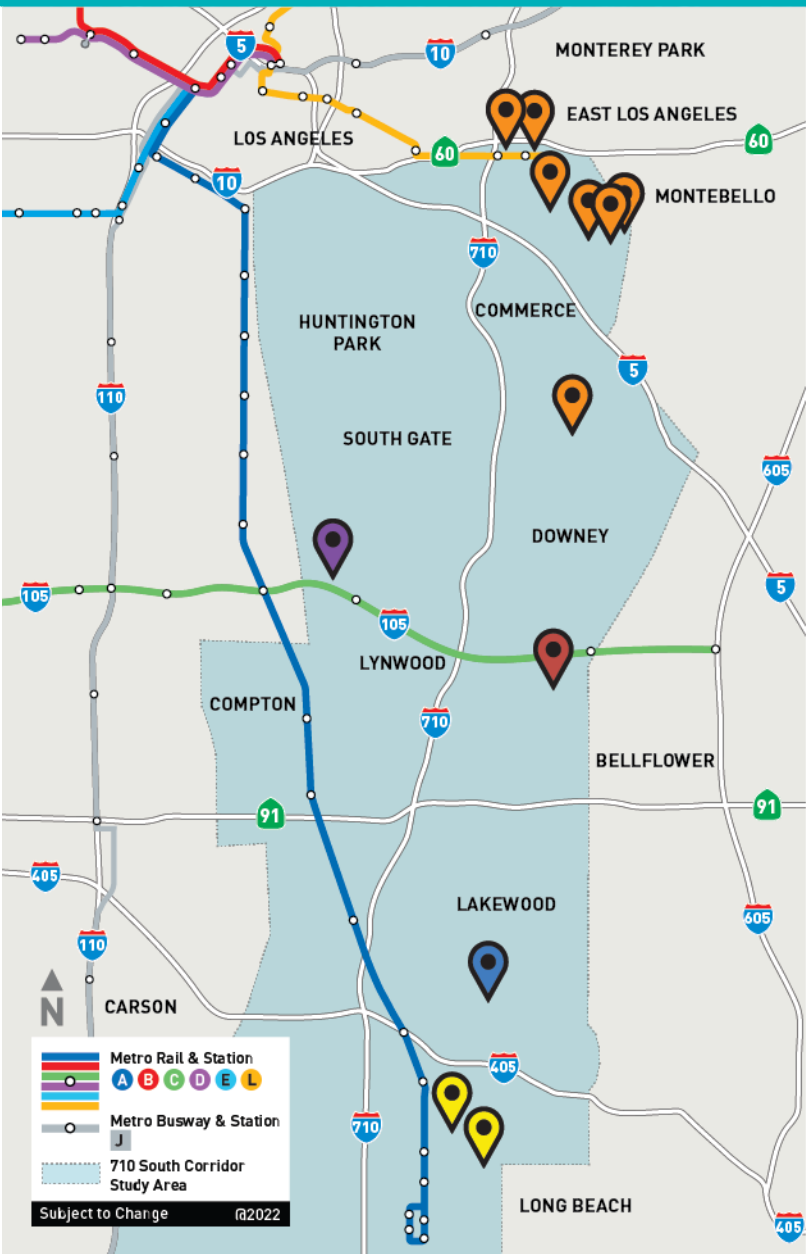 5
10
MONTEREY PARK
EAST LOS ANGELES
LOS ANGELES
60
60
10
MONTEBELLO
710
COMMERCE
HUNTINGTON
PARK
5
110
SOUTH GATE
605
DOWNEY
5
105
105
LYNWOOD
COMPTON
710
BELLFLOWER
91
91
405
LAKEWOOD
605
110
N
CARSON
405
Metro Rail & Station
A B C D E L
Metro Busway & Station
J
710 South Corridor
Study Area
710
Subject to Change @2022
LONG BEACH
405